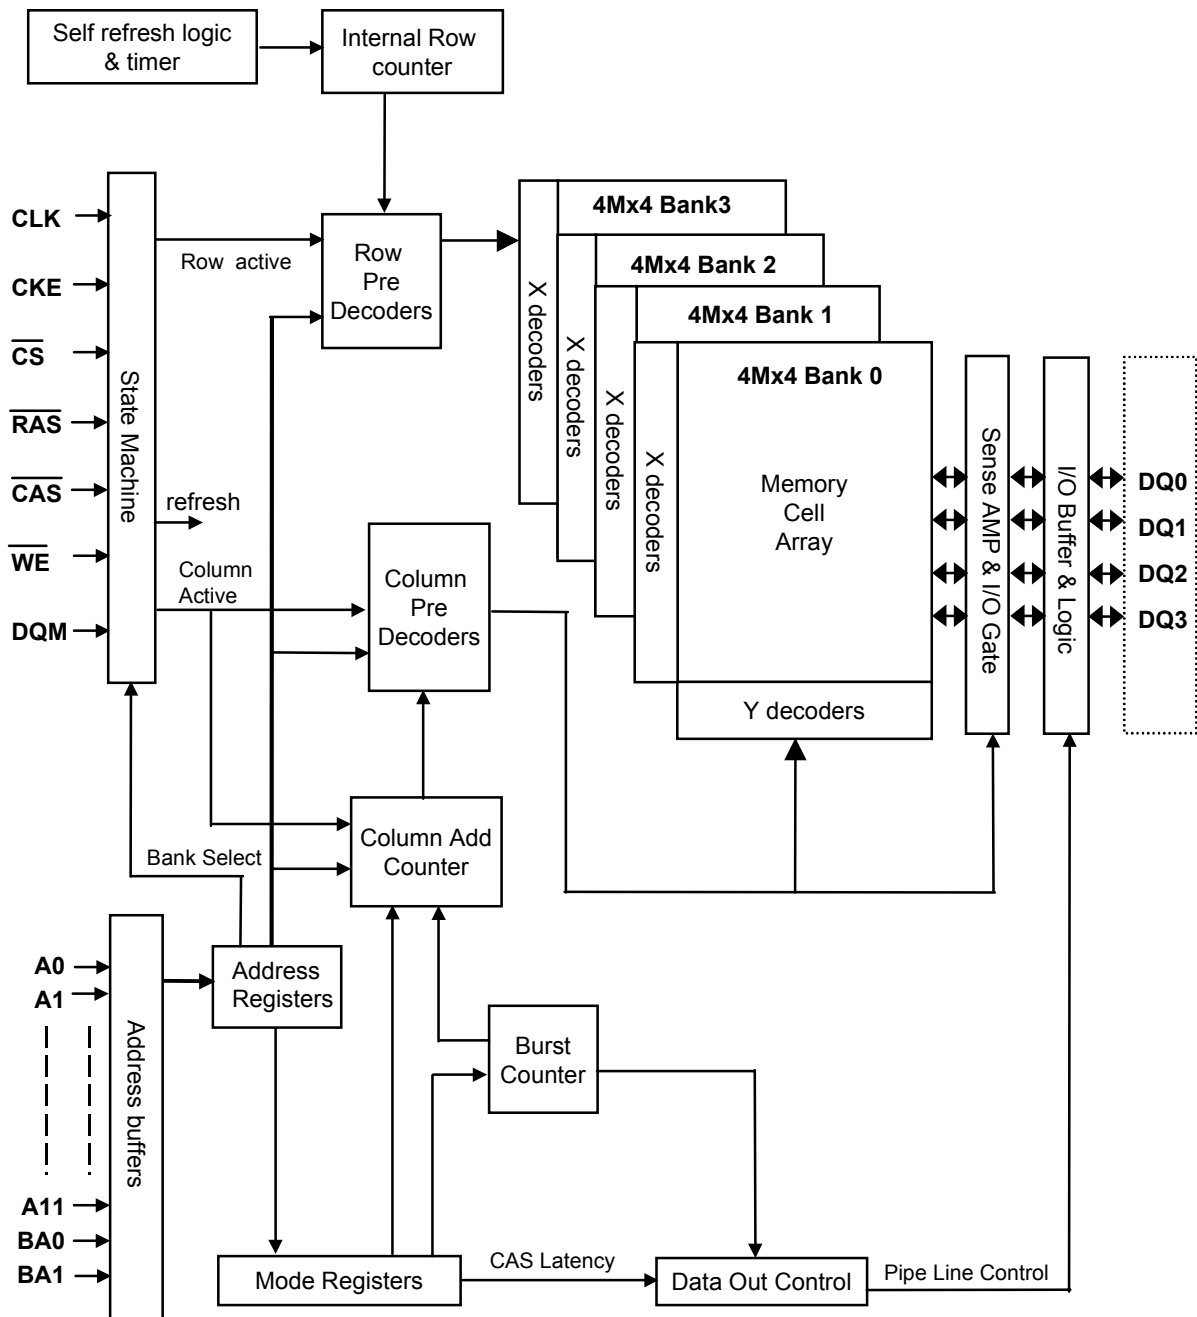 Self refresh logic
& timer
Internal Row
counter
CLK
CKE
CS
RAS
CAS
WE
DQM
State Machine
Row active
refresh
Column
Active
Row
Pre
Decoders
Column
Pre
Decoders
X decoders
4Mx4 Bank3
X decoders
4Mx4 Bank 2
X decoders
4Mx4 Bank 1
X decoders
4Mx4 Bank 0
Memory
Cell
Array
Y decoders
Sense AMP & I/O Gate
I/O Buffer & Logic
DQ0
DQ1
DQ2
DQ3
Bank Select
Column Add
Counter
A0
A1
A11
BA0
BA1
Address buffers
Address
Registers
Burst
Counter
Mode Registers
CAS Latency
Data Out Control
Pipe Line Control